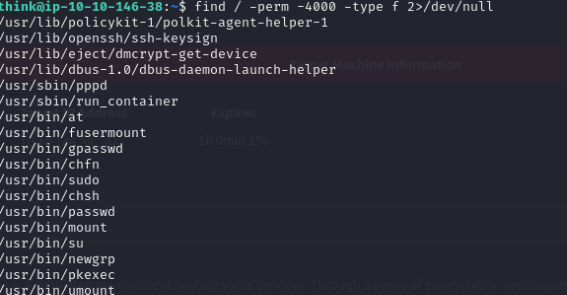 think@ip-10-10-146-38:~$ find / -perm -4000 -type f 2>/dev/null
/usr/lib/policykit-1/polkit-agent-helper-1
/usr/lib/openssh/ssh-keysign
/usr/lib/eject/dmcrypt-get-device
Machine Information
/usr/lib/dbus-1.0/dbus-daemon-launch-helper
/usr/sbin/pppd
/usr/sbin/run_container
Address Expires
/usr/bin/at
/usr/bin/fusermount
1h 0min 19s
/usr/bin/gpasswd
/usr/bin/chfn
/usr/bin/sudo
/usr/bin/chsh
/usr/bin/passwd
/usr/bin/mount
/usr/bin/su
/usr/bin/newgrp
hosting some services. Through a series of enumeration techniques
/usr/bin/pkexec
/usr/bin/umount